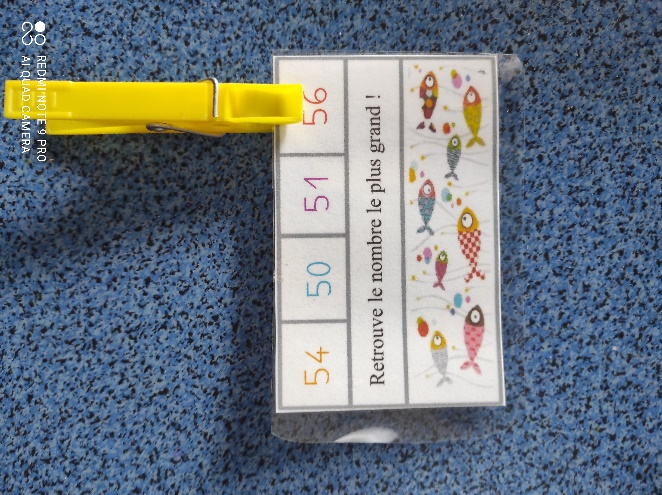 Retrouve le nombre le plus grand !
54 50 51 56
REDMI NOTE 9 PRO
AI QUAD CAMERA